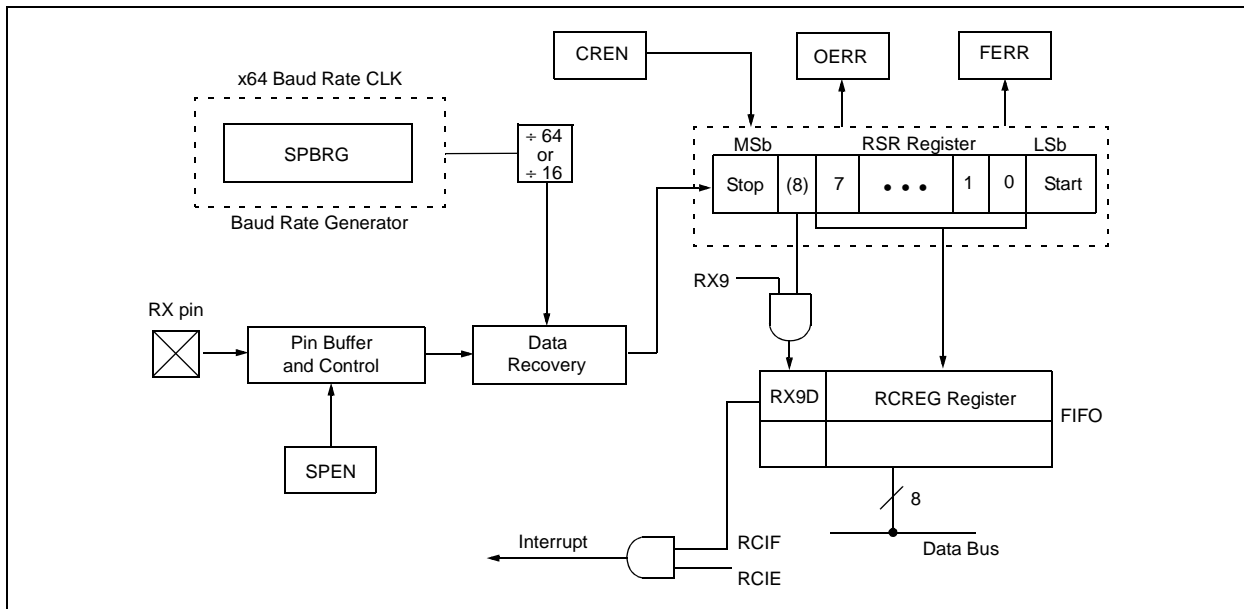 CREN
OERR
FERR
x64 Baud Rate CLK
SPBRG
÷ 64
or
÷ 16
Baud Rate Generator
MSb
RSR Register
LSb
Stop
(8)
7
• • •
1
0
Start
RX9
RX pin
Pin Buffer
and Control
Data
Recovery
SPEN
RX9D
RCREG Register
FIFO
8
Data Bus
Interrupt
RCIF
RCIE